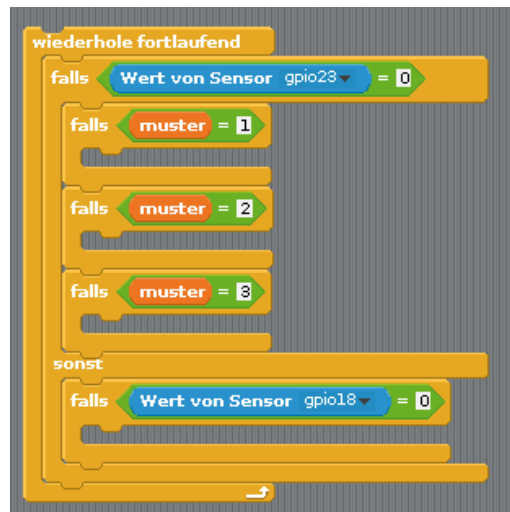 wiederhole fortlaufend
falls Wert von Sensor gpio23 = 0
falls muster = 1
falls muster = 2
falls muster = 3
sonst
falls Wert von Sensor gpio18 = 0